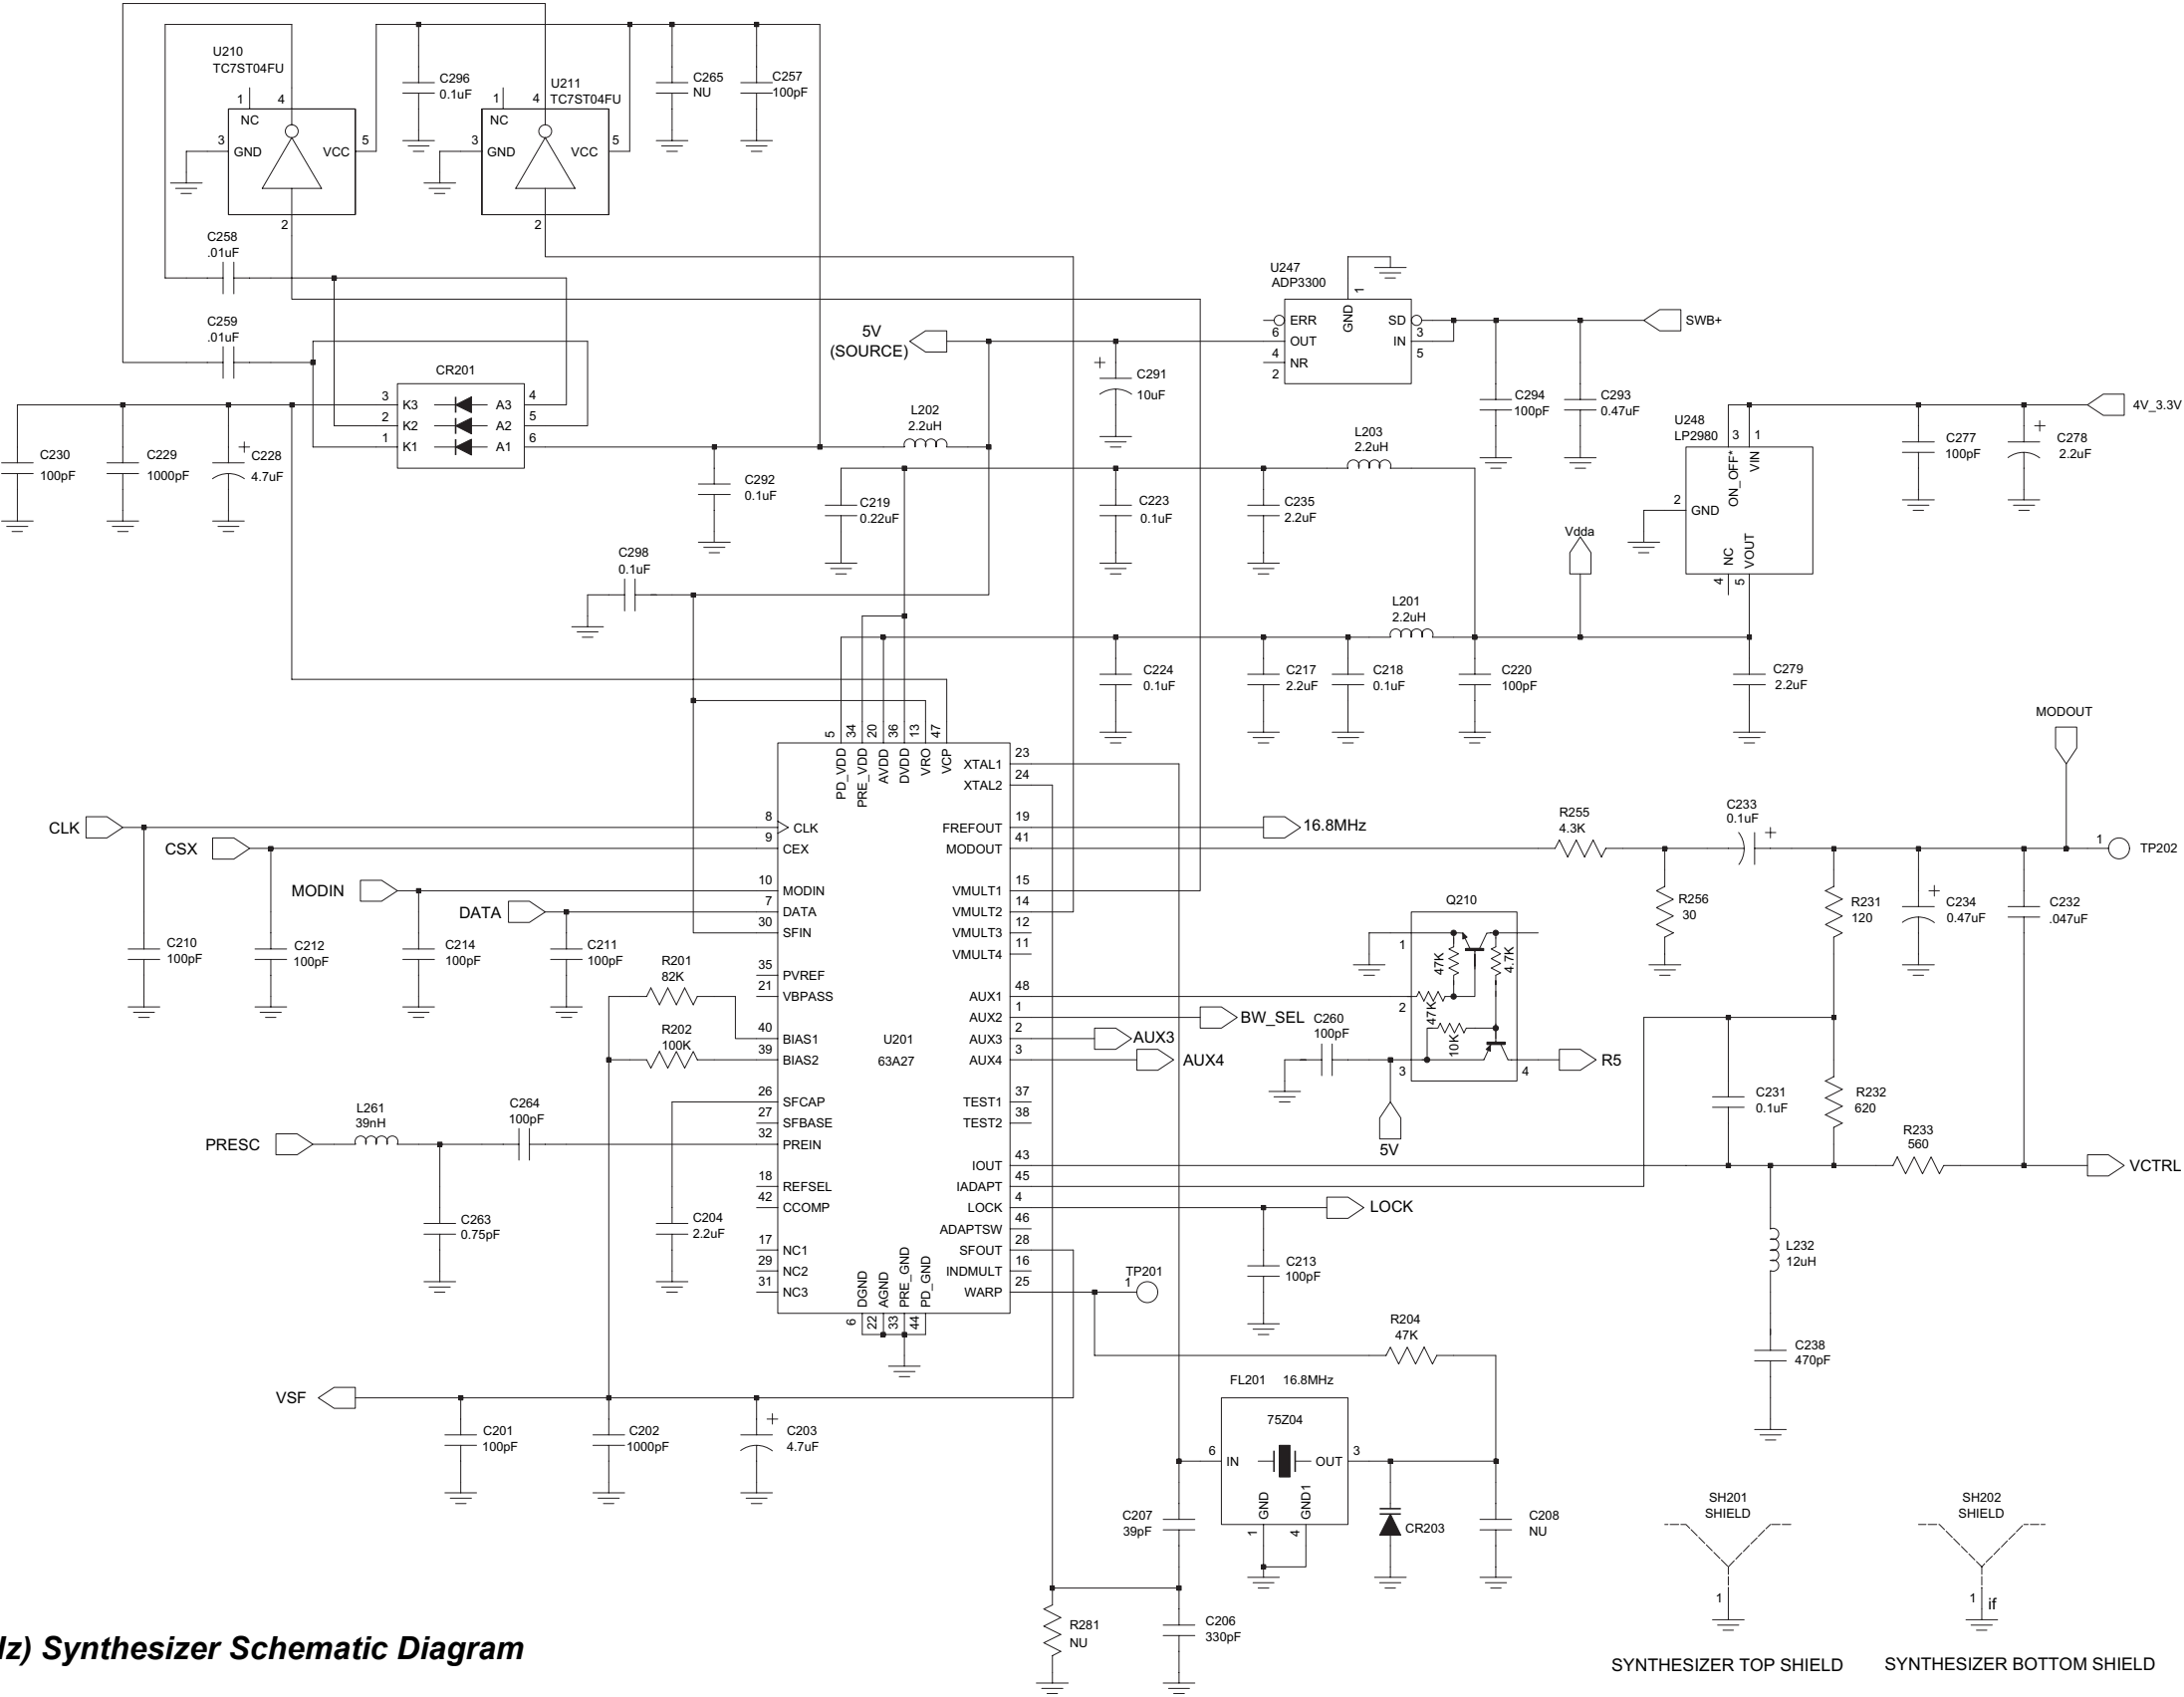 U210
TC7ST04FU
1
4
NC
3
GND
VCC
5
2
C296
0.1uF
U211
TC7ST04FU
1
4
NC
3
GND
VCC
5
2
C265
NU
C257
100pF
C258
.01uF
C259
.01uF
CR201
3
K3
A3
4
2
K2
A2
5
1
K1
A1
6
C230
100pF
C229
1000pF
+
C228
4.7uF
L202
2.2uH
C292
0.1uF
5V
(SOURCE)
+
C291
10uF
U247
ADP3300
1
GND
ERR
6
OUT
4
NR
2
SD
3
IN
5
SWB+
C294
100pF
C293
0.47uF
U248
LP2980
3
1
ON_OFF*
VIN
2
GND
NC
VOUT
4
5
4V_3.3V
C277
100pF
+
C278
2.2uF
L203
2.2uH
C219
0.22uF
C223
0.1uF
C235
2.2uF
Vdda
C298
0.1uF
L201
2.2uH
C224
0.1uF
C217
2.2uF
C218
0.1uF
C220
100pF
C279
2.2uF
5
34
20
36
13
47
PD_VDD
PRE_VDD
AVDD
DVDD
VRO
VCP
U201
63A27
CLK
8
CLK
CSX
9
CEX
MODIN
10
MODIN
DATA
7
DATA
30
SFIN
35
PVREF
21
VBPASS
40
BIAS1
39
BIAS2
26
SFCAP
27
SFBASE
32
PREIN
18
REFSEL
42
CCOMP
17
NC1
29
NC2
31
NC3
DGND
AGND
PRE_GND
PD_GND
6
22
33
44
XTAL1
23
XTAL2
24
FREFOUT
19
16.8MHz
MODOUT
41
VMULT1
15
VMULT2
14
VMULT3
12
VMULT4
11
AUX1
48
AUX2
1
BW_SEL
AUX3
2
AUX3
AUX4
3
AUX4
TEST1
37
TEST2
38
IOUT
43
IADAPT
45
LOCK
4
LOCK
ADAPTSW
46
SFOUT
28
INDMULT
16
WARP
25
C210
100pF
C212
100pF
C214
100pF
C211
100pF
R201
82K
R202
100K
PRESC
L261
39nH
C264
100pF
C263
0.75pF
C204
2.2uF
VSF
C201
100pF
C202
1000pF
+
C203
4.7uF
TP201
1
C213
100pF
R204
47K
FL201
16.8MHz
75Z04
6
IN
OUT
3
GND
GND1
1
4
C207
39pF
CR203
C208
NU
R281
NU
C206
330pF
Q210
1
47K
4.7K
2
47K
10K
3
4
C260
100pF
5V
R5
R255
4.3K
C233
0.1uF
+
R256
30
MODOUT
1
TP202
R231
120
+
C234
0.47uF
C232
.047uF
C231
0.1uF
R232
620
R233
560
VCTRL
L232
12uH
C238
470pF
SH201
SHIELD
1
SYNTHESIZER TOP SHIELD
SH202
SHIELD
1
if
SYNTHESIZER BOTTOM SHIELD
Hz) Synthesizer Schematic Diagram